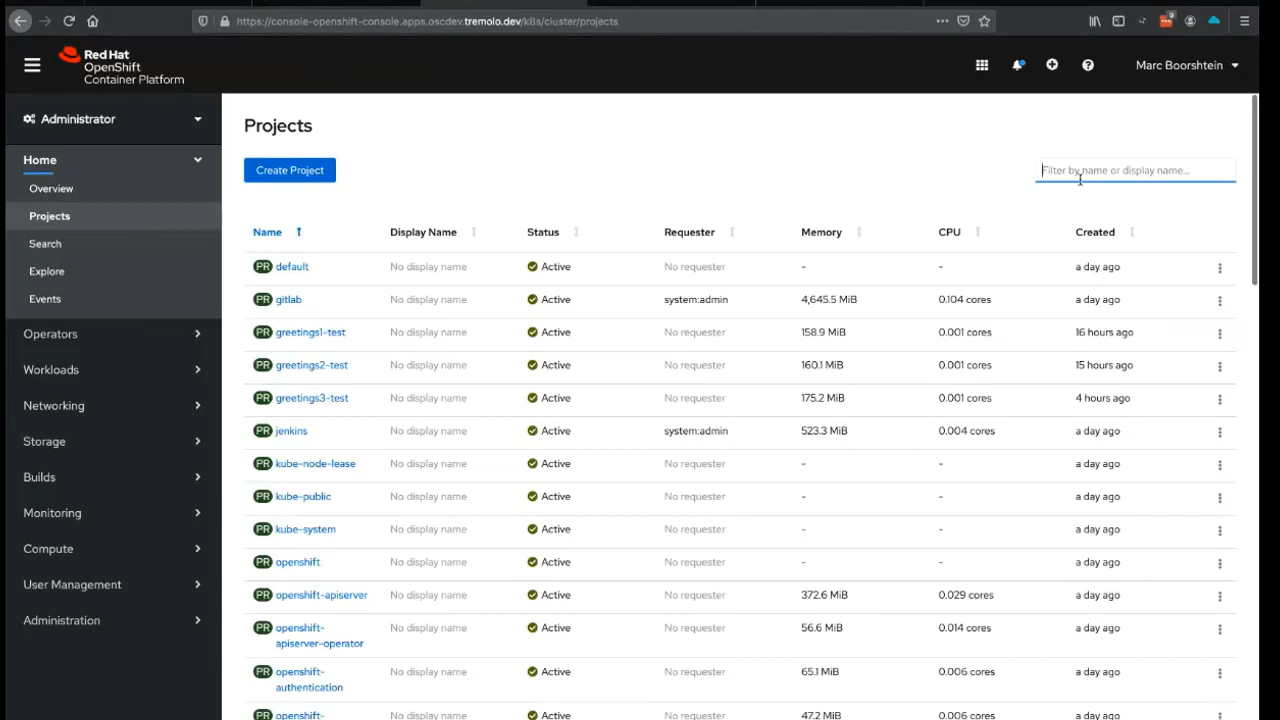 https://console-openshift-console.apps.oscdev.tremolo.dev/k8s/cluster/projects
Red Hat
OpenShift
Container Platform
Marc Boorshtein
Administrator
Home
Overview
Projects
Search
Explore
Events
Operators
Workloads
Networking
Storage
Builds
Monitoring
Compute
User Management
Administration
Projects
Create Project
Filter by name or display name...
Name Display Name Status Requester Memory CPU Created
PR default No display name Active No requester - - a day ago
PR gitlab No display name Active system:admin 4,645.5 MiB 0.104 cores a day ago
PR greetings1-test No display name Active No requester 158.9 MiB 0.001 cores 16 hours ago
PR greetings2-test No display name Active No requester 160.1 MiB 0.001 cores 15 hours ago
PR greetings3-test No display name Active No requester 175.2 MiB 0.001 cores 4 hours ago
PR jenkins No display name Active system:admin 523.3 MiB 0.004 cores a day ago
PR kube-node-lease No display name Active No requester - - a day ago
PR kube-public No display name Active No requester - - a day ago
PR kube-system No display name Active No requester - - a day ago
PR openshift No display name Active No requester - - a day ago
PR openshift-apiserver No display name Active No requester 372.6 MiB 0.029 cores a day ago
PR openshift- No display name Active No requester 56.6 MiB 0.014 cores a day ago
apiserver-operator
PR openshift- No display name Active No requester 65.1 MiB 0.006 cores a day ago
authentication
PR openshift- No display name Active No requester 47.2 MiB 0.006 cores a day ago